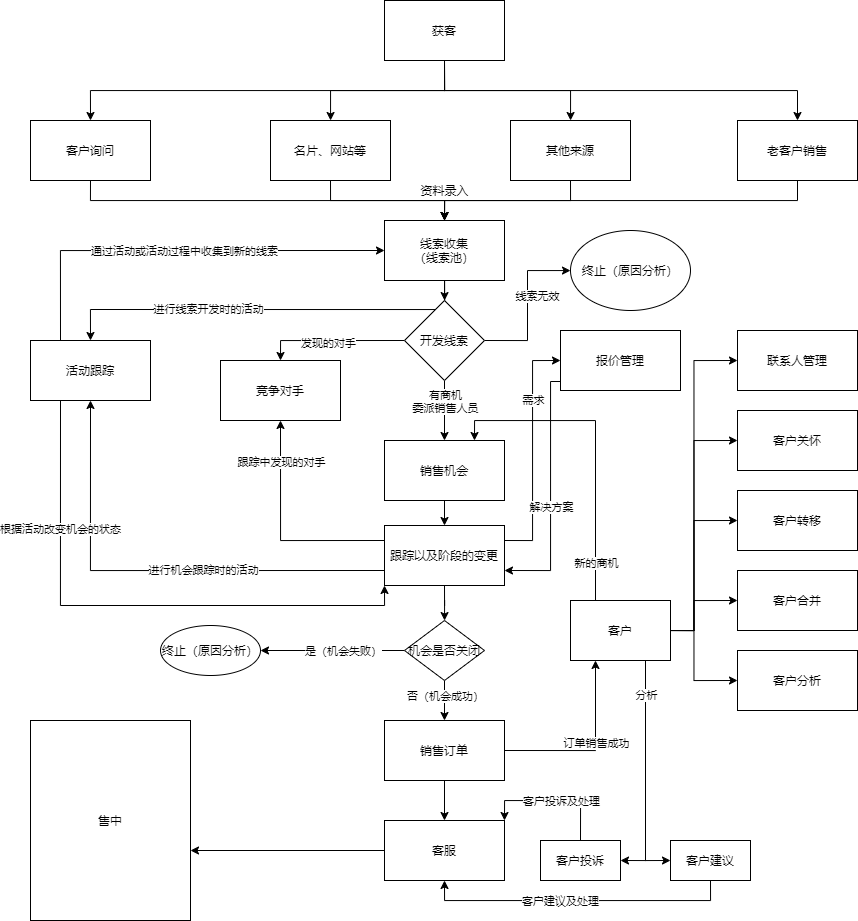 获客
客户询问
名片、网站等
其他来源
老客户销售
资料录入
线索收集
（线索池）
通过活动或活动过程中收集到新的线索
终止（原因分析）
线索无效
进行线索开发时的活动
开发线索
发现的对手
活动跟踪
竞争对手
报价管理
联系人管理
有商机
委派销售人员
需求
客户关怀
跟踪中发现的对手
销售机会
解决方案
客户转移
根据活动改变机会的状态
跟踪以及阶段的变更
进行机会跟踪时的活动
新的商机
客户合并
客户
终止（原因分析）
是（机会失败）
机会是否关闭
客户分析
否（机会成功）
分析
销售订单
订单销售成功
售中
客户投诉及处理
客服
客户投诉
客户建议
客户建议及处理